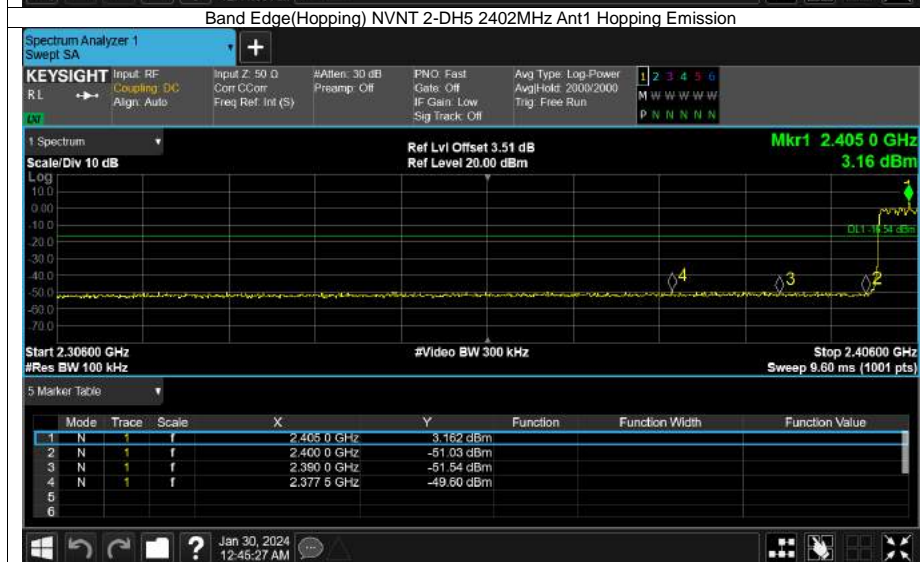 Band Edge(Hopping) NVNT 2-DH5 2402MHz Ant1 Hopping Emission
Spectrum Analyzer 1
Swept SA
+
KEYSIGHT Input: RF Input Z: 50 Ω #Atten: 30 dB PNO: Fast Avg Type: Log-Power 1 2 3 4 5 6
RL Coupling: DC Corr CCorr Preamp: Off Gate: Off Avg|Hold: 2000/2000 M W W W W W
Align: Auto Freq Ref: Int (S) IF Gain: Low Trig: Free Run
Sig Track: Off P N N N N N
1 Spectrum Ref Lvl Offset 3.51 dB Mkr1 2.405 0 GHz
Scale/Div 10 dB Ref Level 20.00 dBm 3.16 dBm
Log
10.0
0.00
-10.0
DL1 -16.54 dBm
-20.0
-30.0
-40.0
4 3 2
-50.0
-60.0
-70.0
Start 2.30600 GHz #Video BW 300 kHz Stop 2.40600 GHz
#Res BW 100 kHz Sweep 9.60 ms (1001 pts)
5 Marker Table
Mode Trace Scale X Y Function Function Width Function Value
1 N 1 f 2.405 0 GHz 3.162 dBm
2 N 1 f 2.400 0 GHz -51.03 dBm
3 N 1 f 2.390 0 GHz -51.54 dBm
4 N 1 f 2.377 5 GHz -49.60 dBm
5
6
? Jan 30, 2024
12:45:27 AM